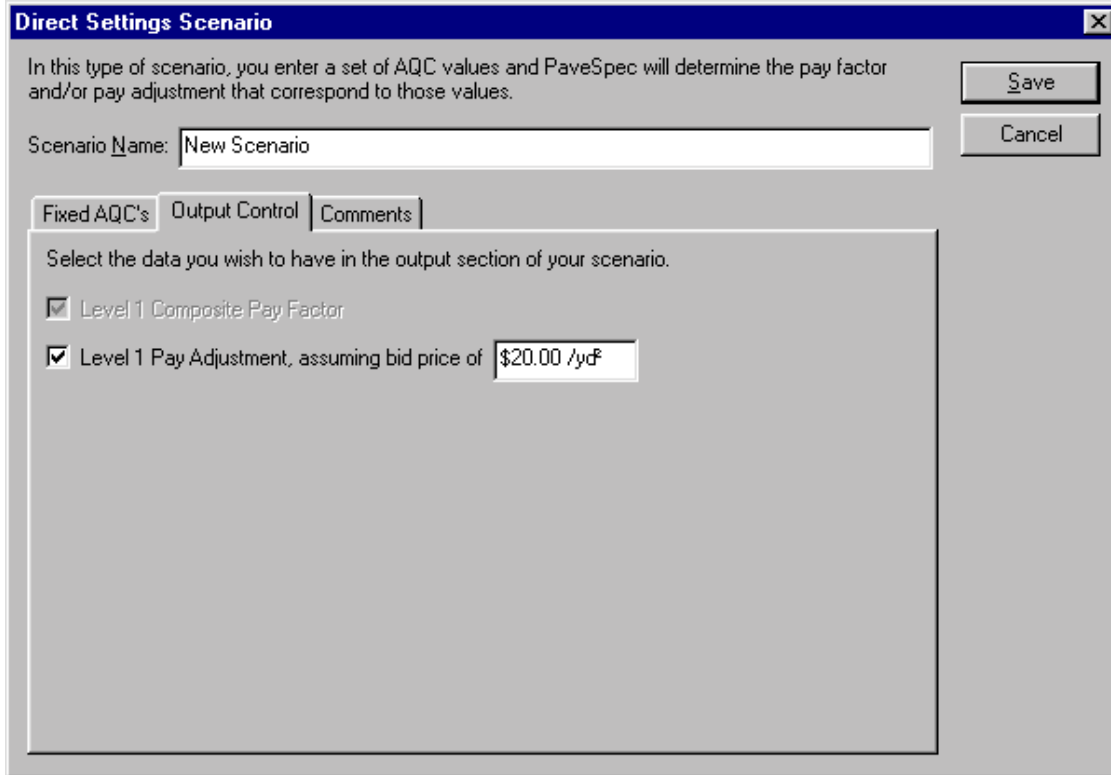 Direct Settings Scenario
In this type of scenario, you enter a set of AQC values and PaveSpec will determine the pay factor
and/or pay adjustment that correspond to those values.
Save
Cancel
Scenario Name: New Scenario
Fixed AQC's Output Control Comments
Select the data you wish to have in the output section of your scenario.
Level 1 Composite Pay Factor
Level 1 Pay Adjustment, assuming bid price of $20.00 /yd²